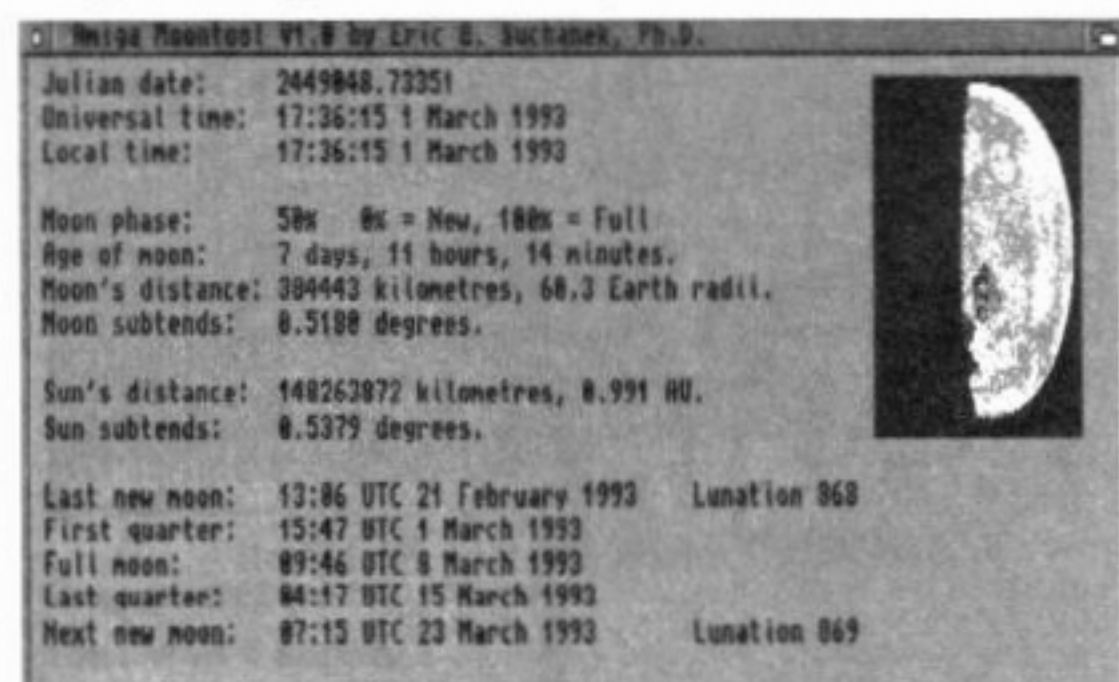 Amiga Moontool V1.0 by Eric B. Suchanek, Ph.D.
Julian date: 2449048.73351
Universal time: 17:36:15 1 March 1993
Local time: 17:36:15 1 March 1993
Moon phase: 50% 0% = New, 100% = Full
Age of moon: 7 days, 11 hours, 14 minutes.
Moon's distance: 384443 kilometres, 60.3 Earth radii.
Moon subtends: 0.5180 degrees.
Sun's distance: 148263872 kilometres, 0.991 AU.
Sun subtends: 0.5379 degrees.
Last new moon: 13:06 UTC 21 February 1993 Lunation 868
First quarter: 15:47 UTC 1 March 1993
Full moon: 09:46 UTC 8 March 1993
Last quarter: 04:17 UTC 15 March 1993
Next new moon: 07:15 UTC 23 March 1993 Lunation 869